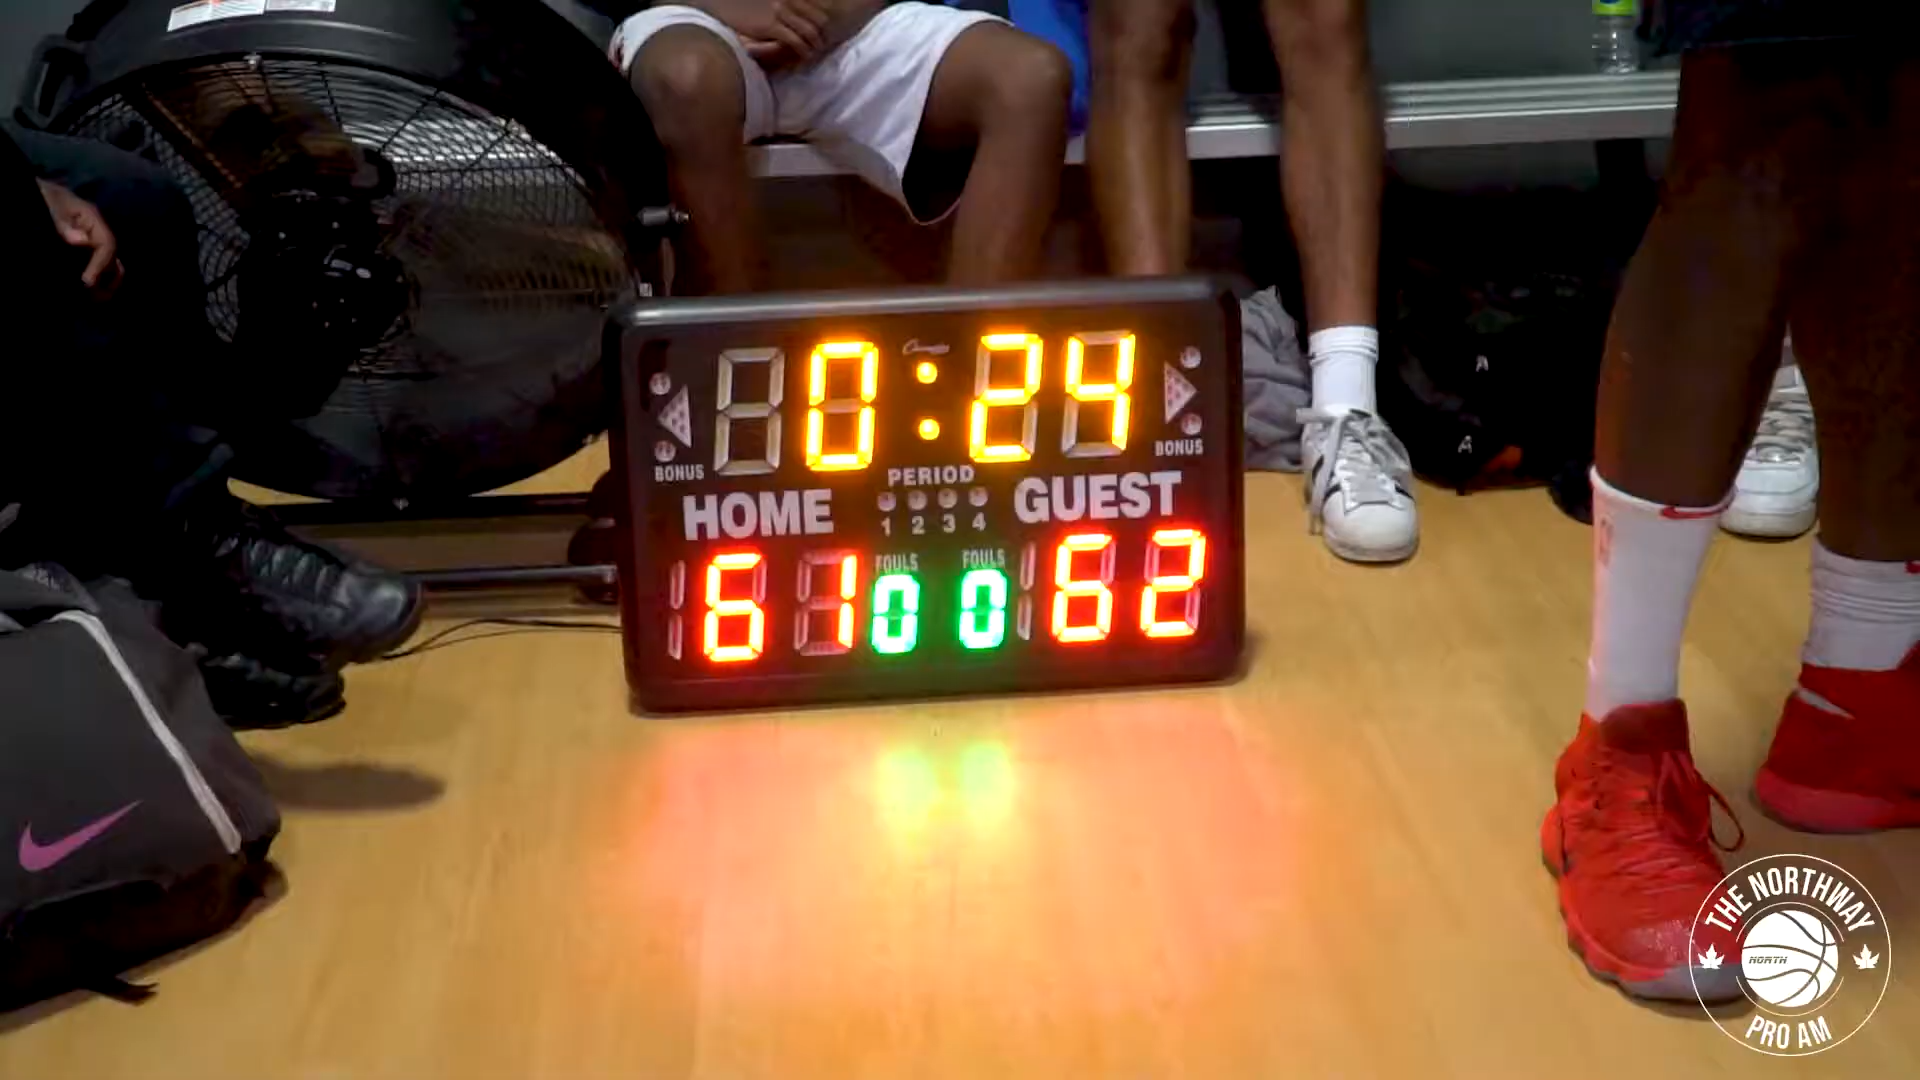 0:24
BONUS
PERIOD
BONUS
HOME
1 2 3 4
GUEST
FOULS
FOULS
61
0
0
62
A
A
THE NORTHWAY
NORTH
PRO AM